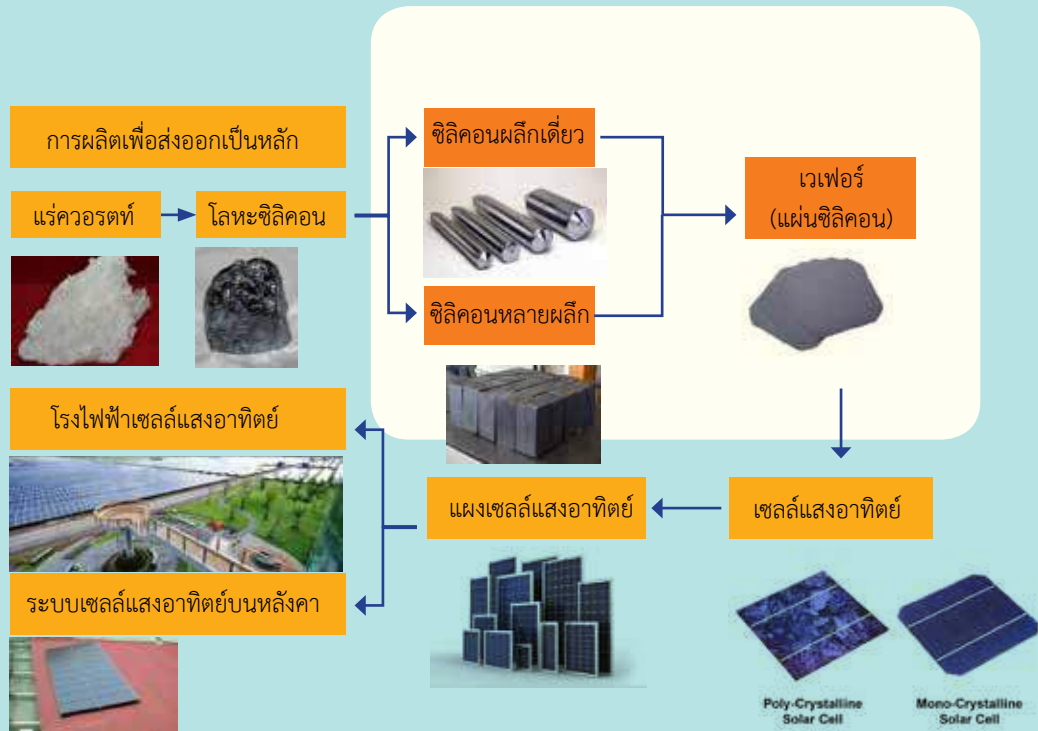 การผลิตเพื่อส่งออกเป็นหลัก
แร่ควอรตท์
โลหะซิลิคอน
ซิลิคอนผลึกเดี่ยว
ซิลิคอนหลายผลึก
เวเฟอร์
(แผ่นซิลิคอน)
เซลล์แสงอาทิตย์
แผงเซลล์แสงอาทิตย์
โรงไฟฟ้าเซลล์แสงอาทิตย์
ระบบเซลล์แสงอาทิตย์บนหลังคา
Poly-Crystalline
Solar Cell
Mono-Crystalline
Solar Cell